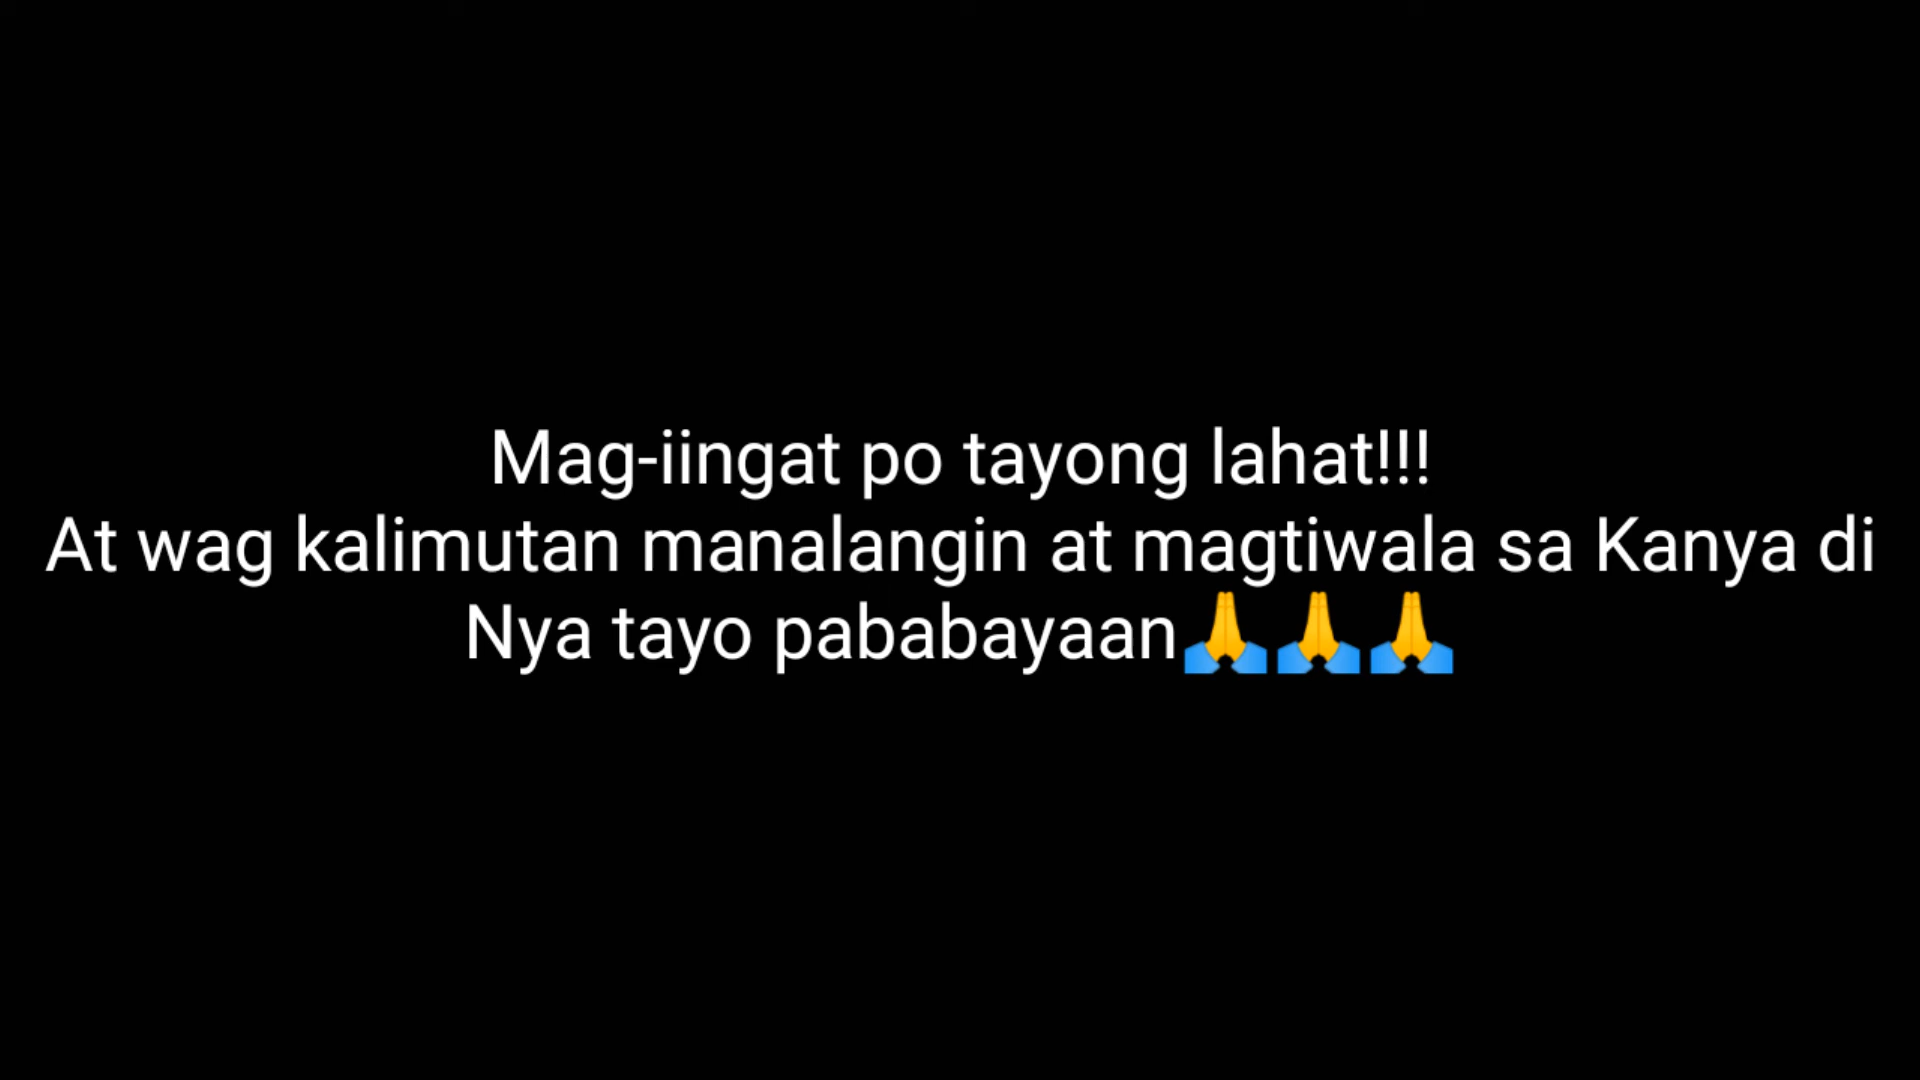 Mag-iingat po tayong lahat!!!
At wag kalimutan manalangin at magtiwala sa Kanya di
Nya tayo pababayaan🙏🙏🙏